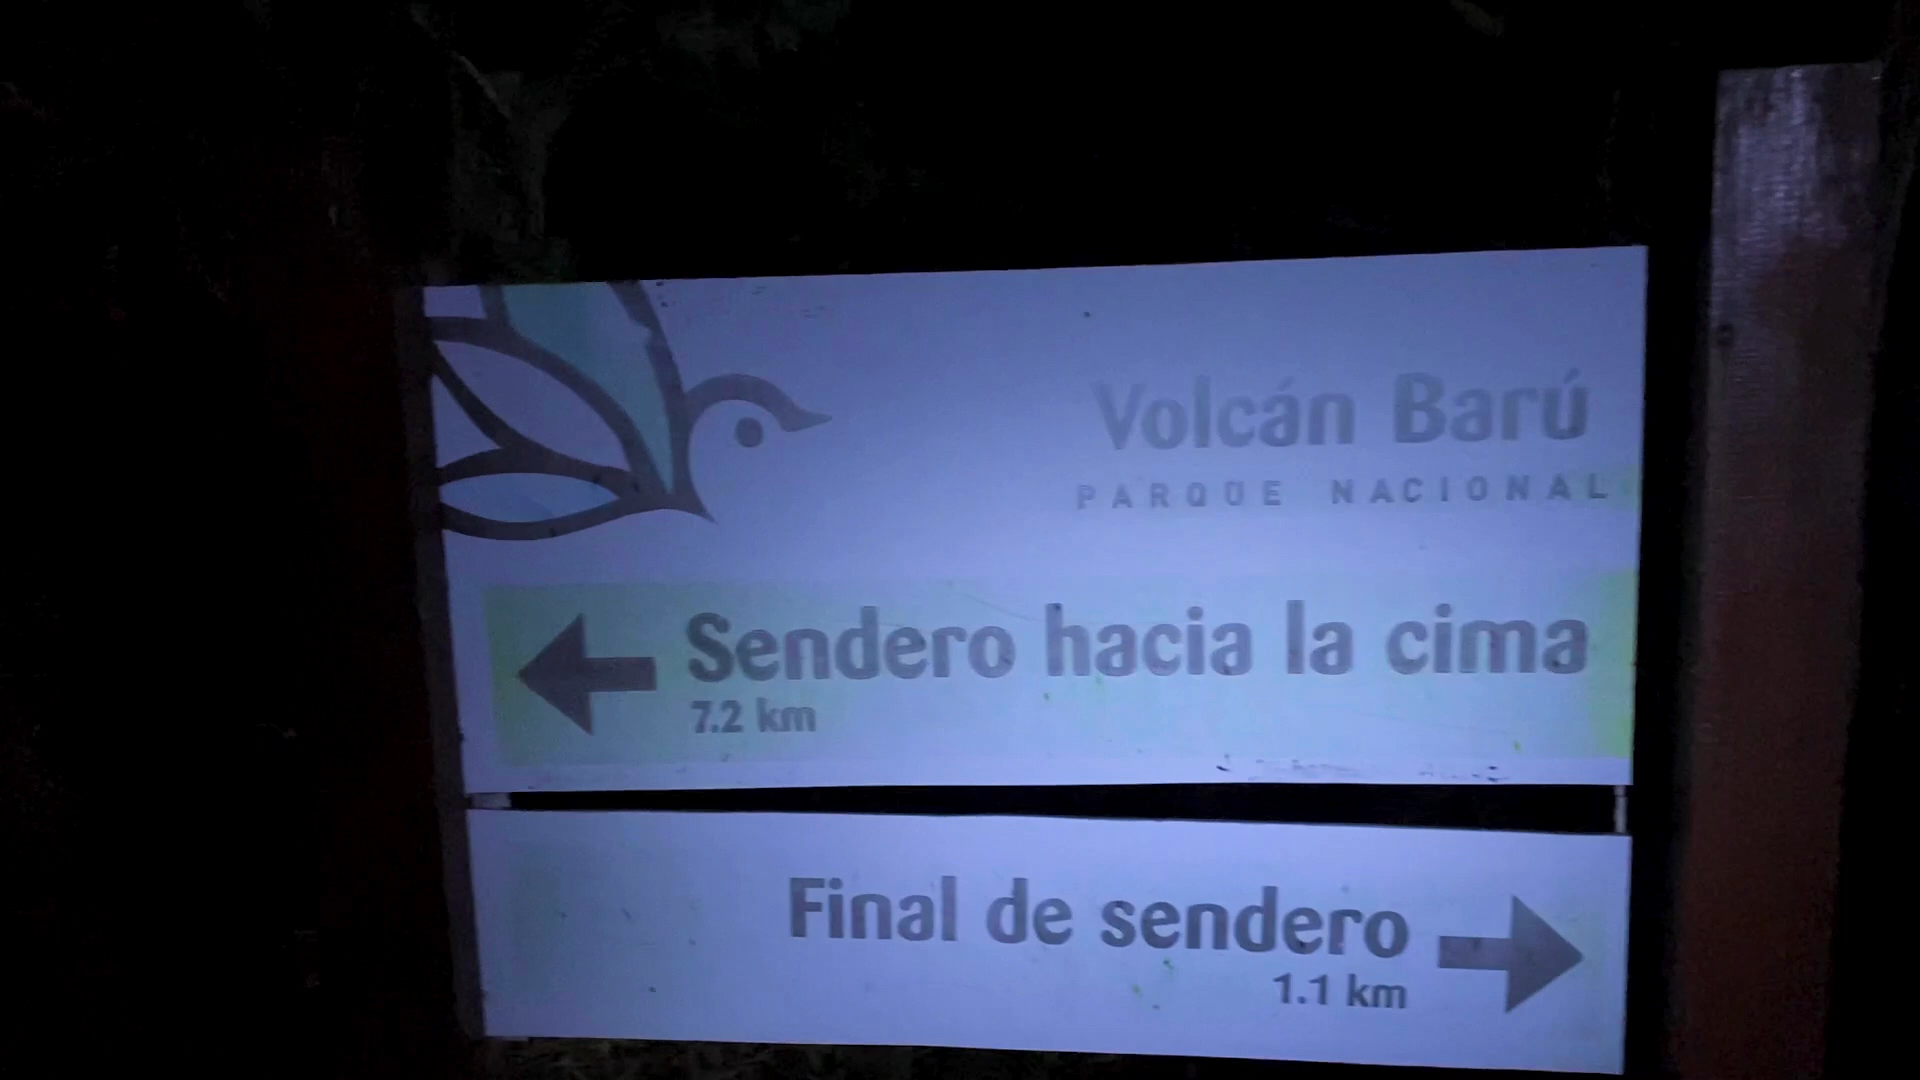 Volcán Barú
PARQUE NACIONAL
Sendero hacia la cima
7.2 km
Final de sendero
1.1 km